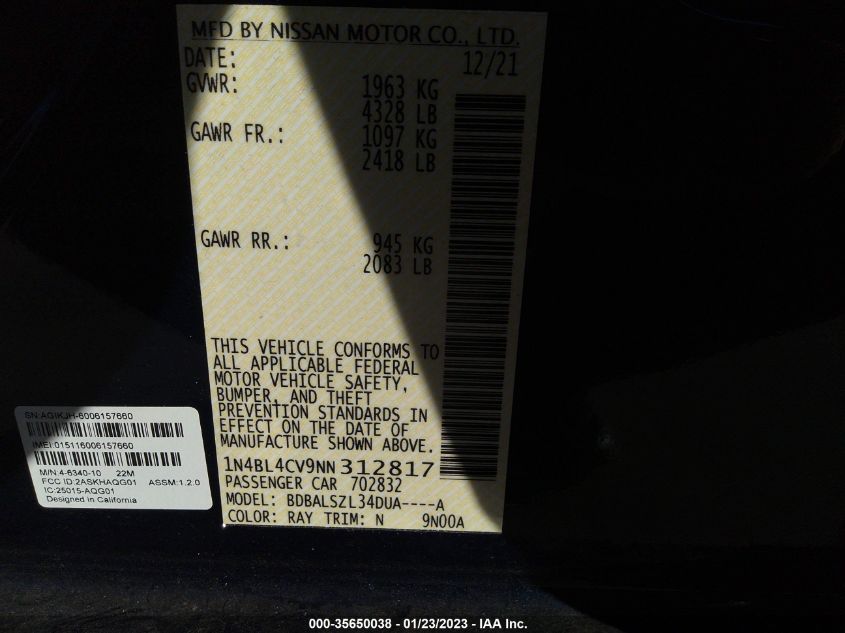 MFD BY NISSAN MOTOR CO., LTD.
DATE: 12/21
GVWR: 1963 KG
4328 LB
GAWR FR.: 1097 KG
2418 LB
GAWR RR.: 945 KG
2083 LB
THIS VEHICLE CONFORMS TO
ALL APPLICABLE FEDERAL
MOTOR VEHICLE SAFETY,
BUMPER, AND THEFT
PREVENTION STANDARDS IN
EFFECT ON THE DATE OF
MANUFACTURE SHOWN ABOVE.
1N4BL4CV9NN312817
PASSENGER CAR 702832
MODEL: BDBALSZL34DUA----A
COLOR: RAY TRIM: N 9N00A
SN:AGIKJH-6006157660
IMEI:015116006157660
M/N:4-6340-10 22M
FCC ID:2ASKHAQG01 ASSM:1.2.0
IC:25015-AQG01
Designed in California
000-35650038 - 01/23/2023 - IAA Inc.